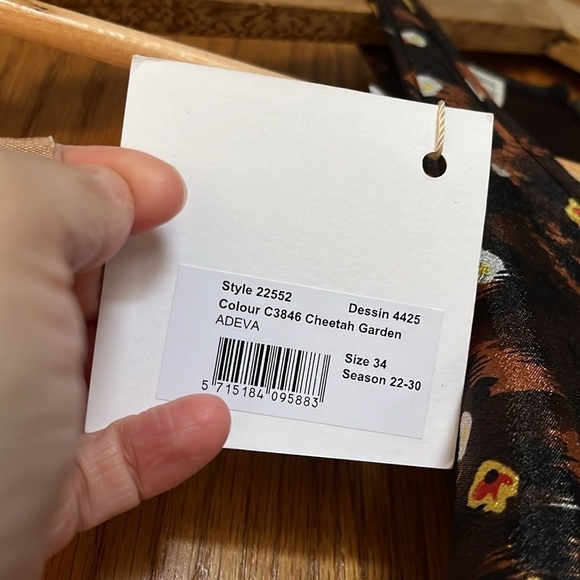 Style 22552 Dessin 4425
Colour C3846 Cheetah Garden
ADEVA
Size 34
Season 22-30
5 715184 095883